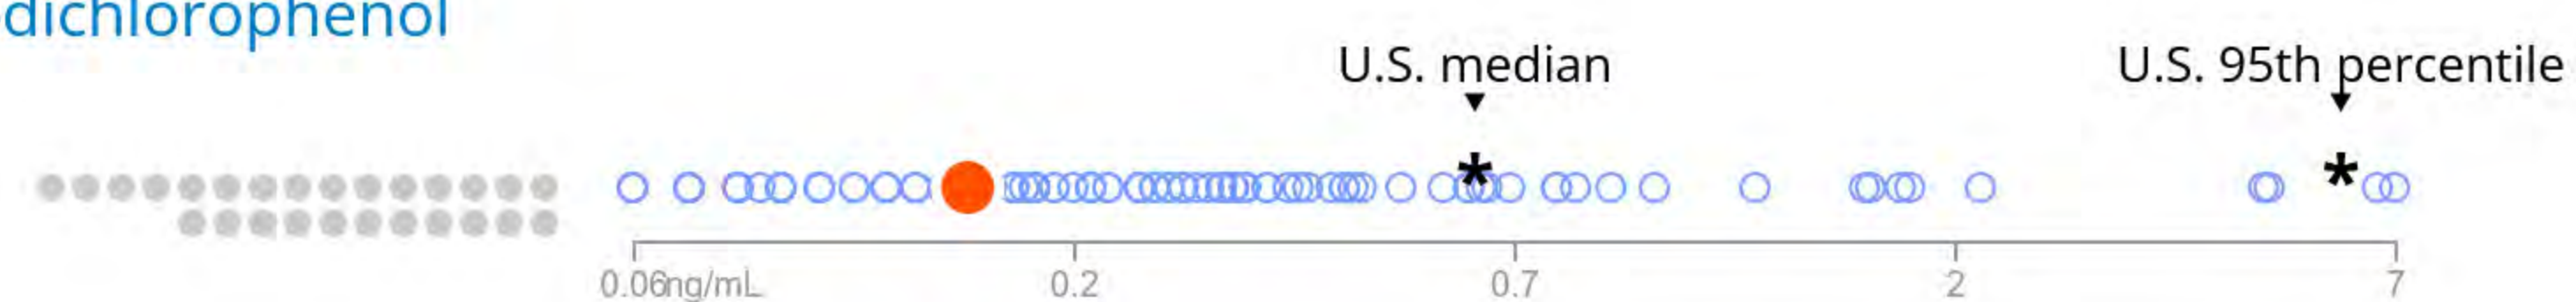 dichlorophenol
U.S. median
U.S. 95th percentile
*
*
0.06ng/mL
0.2
0.7
2
7